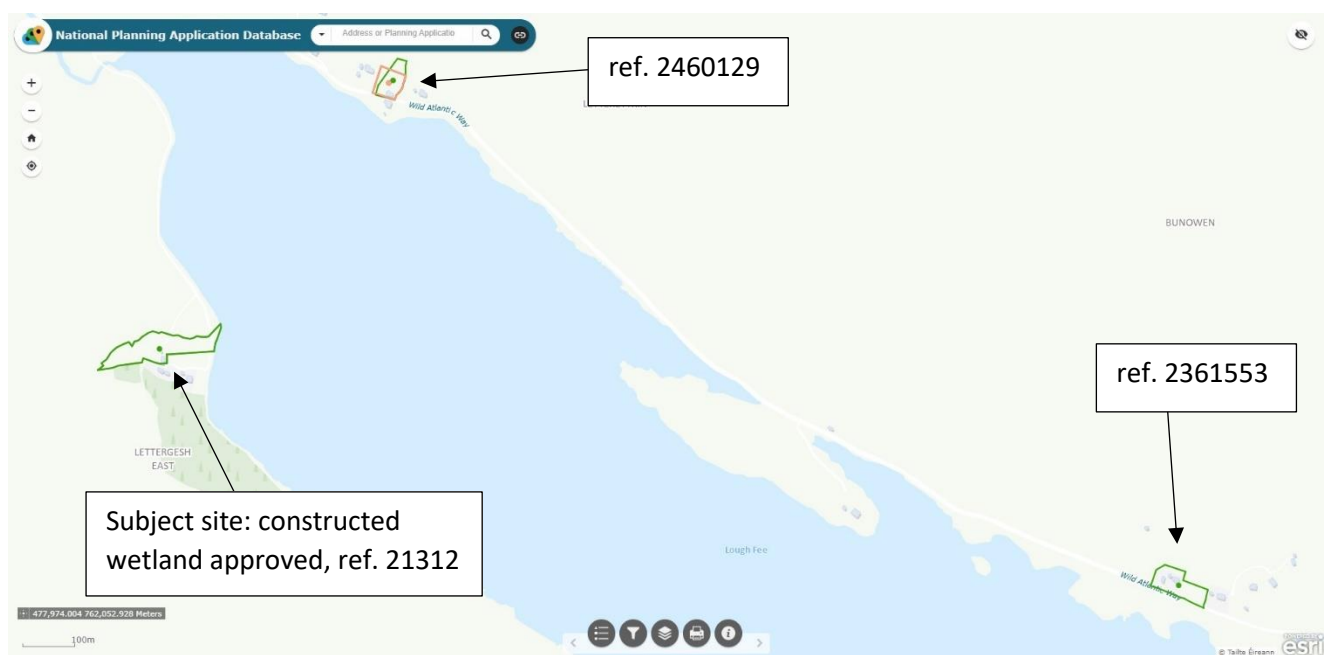 National Planning Application Database
Address or Planning Applicatio
ref. 2460129
Wild Atlantic Way
BUNOWEN
ref. 2361553
LETTERGESH
EAST
Subject site: constructed
wetland approved, ref. 21312
Lough Fee
Wild Atlantic Way
477,974.004 762,052.928 Meters
100m
© Tailte Éireann
esri